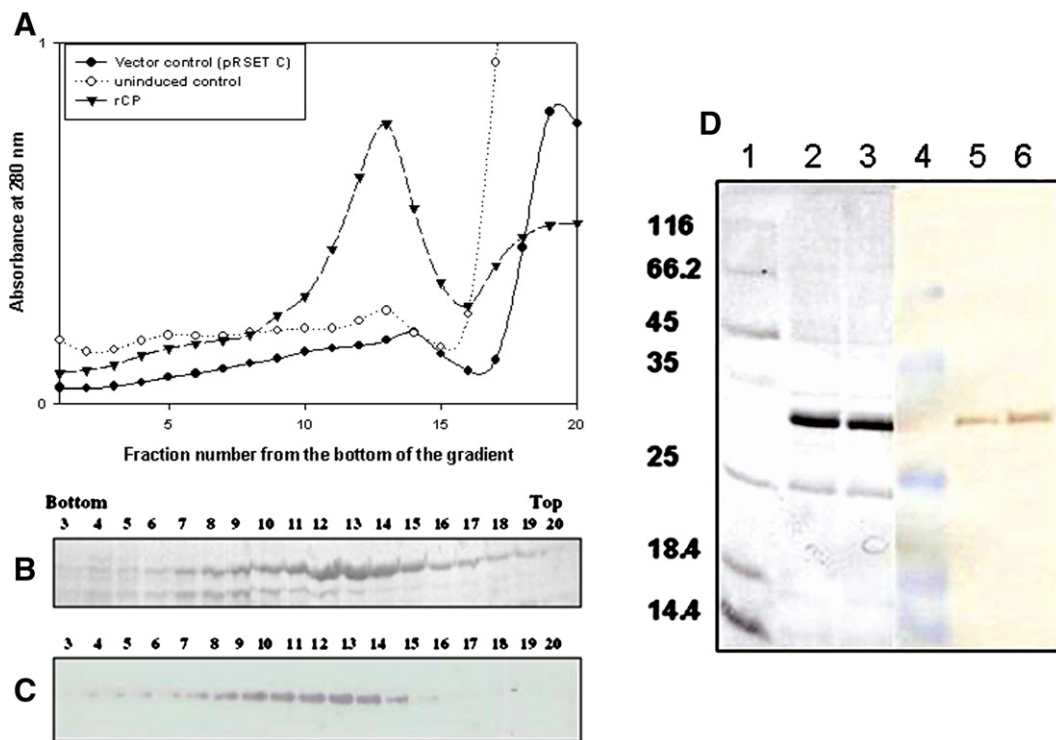 A
1
Vector control (pRSET C)
uninduced control
rCP
Absorbance at 280 nm
0
5 10 15 20
Fraction number from the bottom of the gradient
Bottom Top
3 4 5 6 7 8 9 10 11 12 13 14 15 16 17 18 19 20
B
3 4 5 6 7 8 9 10 11 12 13 14 15 16 17 18 19 20
C
D
1 2 3 4 5 6
116
66.2
45
35
25
18.4
14.4